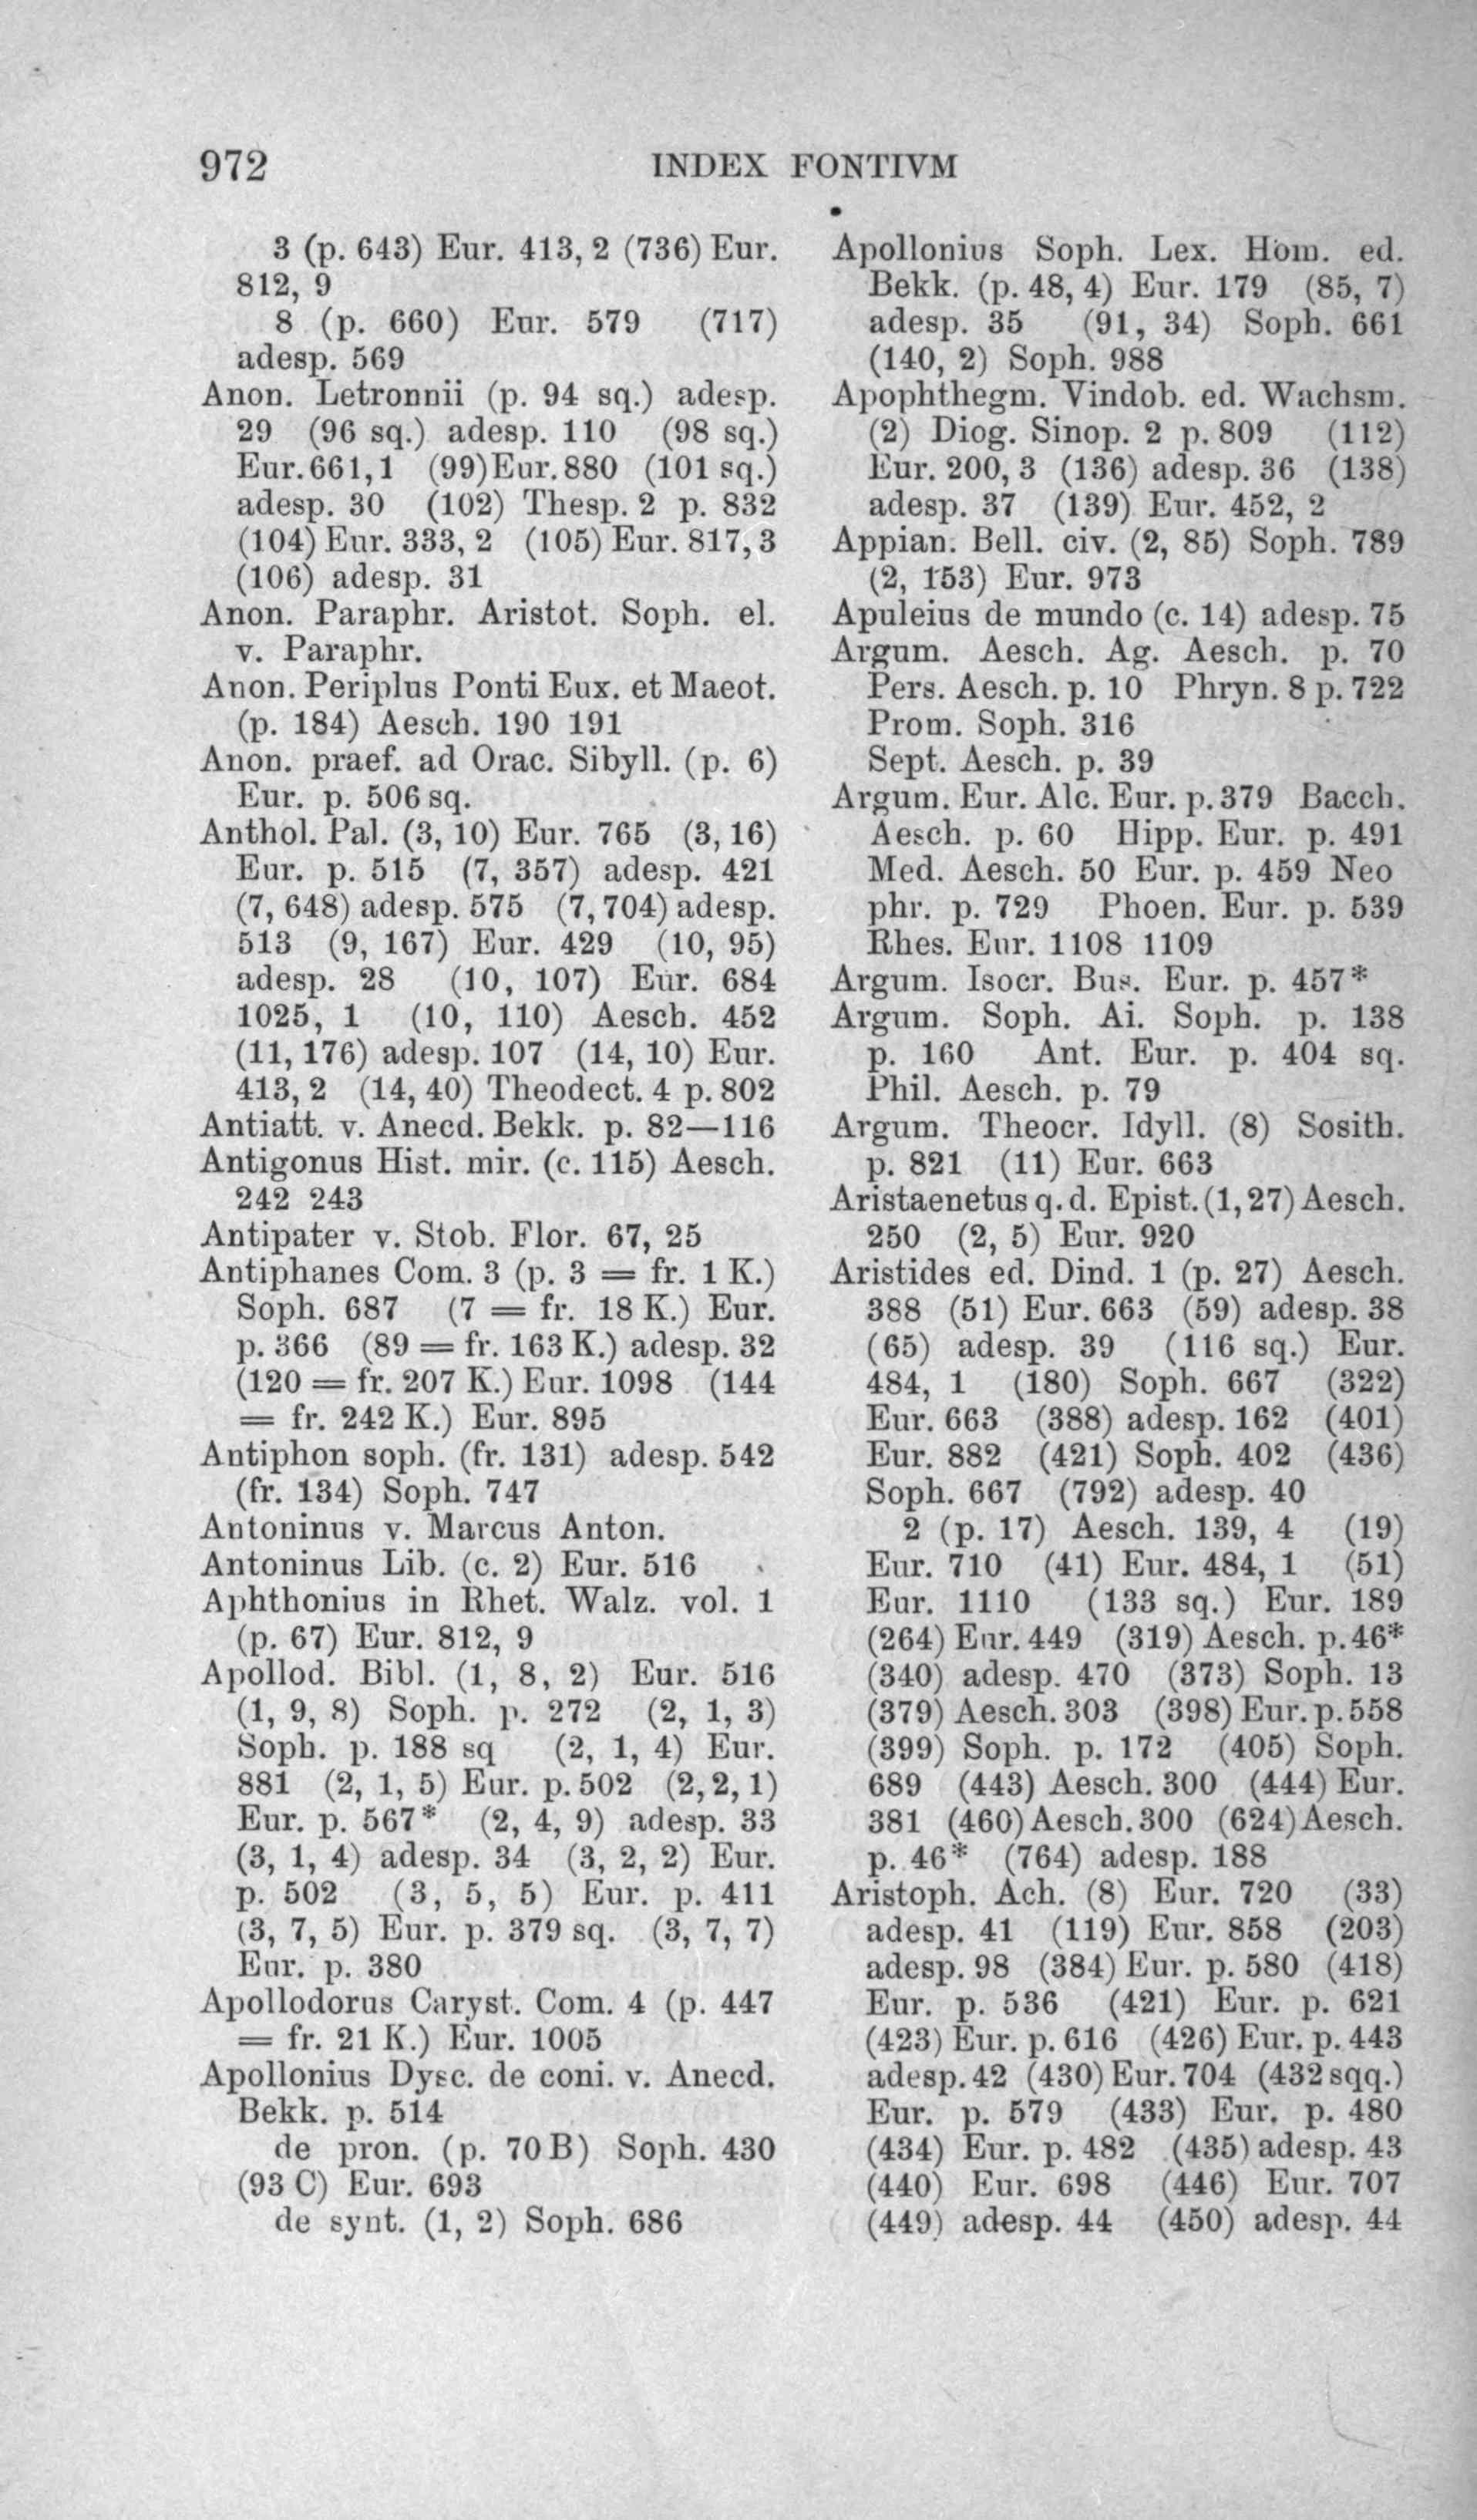 972
INDEX FONTIVM
3 (p. 643) Eur. 413, 2 (736) Eur.
812, 9
8 (p. 660) Eur. 579 (717)
adesp. 569
Anon. Letronnii (p. 94 sq.) adesp.
29 (96 sq.) adesp. 110 (98 sq.)
Eur. 661, 1 (99) Eur. 880 (101 sq.)
adesp. 30 (102) Thesp. 2 p. 832
(104) Eur. 333, 2 (105) Eur. 817, 3
(106) adesp. 31
Anon. Paraphr. Aristot. Soph. el.
v. Paraphr.
Anon. Periplus Ponti Eux. et Maeot.
(p. 184) Aesch. 190 191
Anon. praef. ad Orac. Sibyll. (p. 6)
Eur. p. 506 sq.
Anthol. Pal. (3, 10) Eur. 765 (3, 16)
Eur. p. 515 (7, 357) adesp. 421
(7, 648) adesp. 575 (7, 704) adesp.
513 (9, 167) Eur. 429 (10, 95)
adesp. 28 (10, 107) Eur. 684
1025, 1 (10, 110) Aesch. 452
(11, 176) adesp. 107 (14, 10) Eur.
413, 2 (14, 40) Theodect. 4 p. 802
Antiatt. v. Anecd. Bekk. p. 82—116
Antigonus Hist. mir. (c. 115) Aesch.
242 243
Antipater v. Stob. Flor. 67, 25
Antiphanes Com. 3 (p. 3 = fr. 1 K.)
Soph. 687 (7 = fr. 18 K.) Eur.
p. 366 (89 = fr. 163 K.) adesp. 32
(120 = fr. 207 K.) Eur. 1098 (144
= fr. 242 K.) Eur. 895
Antiphon soph. (fr. 131) adesp. 542
(fr. 134) Soph. 747
Antoninus v. Marcus Anton.
Antoninus Lib. (c. 2) Eur. 516
Aphthonius in Rhet. Walz. vol. 1
(p. 67) Eur. 812, 9
Apollod. Bibl. (1, 8, 2) Eur. 516
(1, 9, 8) Soph. p. 272 (2, 1, 3)
Soph. p. 188 sq (2, 1, 4) Eur.
881 (2, 1, 5) Eur. p. 502 (2, 2, 1)
Eur. p. 567* (2, 4, 9) adesp. 33
(3, 1, 4) adesp. 34 (3, 2, 2) Eur.
p. 502 (3, 5, 5) Eur. p. 411
(3, 7, 5) Eur. p. 379 sq. (3, 7, 7)
Eur. p. 380
Apollodorus Caryst. Com. 4 (p. 447
= fr. 21 K.) Eur. 1005
Apollonius Dysc. de coni. v. Anecd.
Bekk. p. 514
de pron. (p. 70 B) Soph. 430
(93 C) Eur. 693
de synt. (1, 2) Soph. 686
Apollonius Soph. Lex. Hom. ed.
Bekk. (p. 48, 4) Eur. 179 (85, 7)
adesp. 35 (91, 34) Soph. 661
(140, 2) Soph. 988
Apophthegm. Vindob. ed. Wachsm.
(2) Diog. Sinop. 2 p. 809 (112)
Eur. 200, 3 (136) adesp. 36 (138)
adesp. 37 (139) Eur. 452, 2
Appian. Bell. civ. (2, 85) Soph. 789
(2, 153) Eur. 973
Apuleius de mundo (c. 14) adesp. 75
Argum. Aesch. Ag. Aesch. p. 70
Pers. Aesch. p. 10 Phryn. 8 p. 722
Prom. Soph. 316
Sept. Aesch. p. 39
Argum. Eur. Alc. Eur. p. 379 Bacch.
Aesch. p. 60 Hipp. Eur. p. 491
Med. Aesch. 50 Eur. p. 459 Neo
phr. p. 729 Phoen. Eur. p. 539
Rhes. Eur. 1108 1109
Argum. Isocr. Bus. Eur. p. 457*
Argum. Soph. Ai. Soph. p. 138
p. 160 Ant. Eur. p. 404 sq.
Phil. Aesch. p. 79
Argum. Theocr. Idyll. (8) Sosith.
p. 821 (11) Eur. 663
Aristaenetus q. d. Epist. (1, 27) Aesch.
250 (2, 5) Eur. 920
Aristides ed. Dind. 1 (p. 27) Aesch.
388 (51) Eur. 663 (59) adesp. 38
(65) adesp. 39 (116 sq.) Eur.
484, 1 (180) Soph. 667 (322)
Eur. 663 (388) adesp. 162 (401)
Eur. 882 (421) Soph. 402 (436)
Soph. 667 (792) adesp. 40
2 (p. 17) Aesch. 139, 4 (19)
Eur. 710 (41) Eur. 484, 1 (51)
Eur. 1110 (133 sq.) Eur. 189
(264) Eur. 449 (319) Aesch. p. 46*
(340) adesp. 470 (373) Soph. 13
(379) Aesch. 303 (398) Eur. p. 558
(399) Soph. p. 172 (405) Soph.
689 (443) Aesch. 300 (444) Eur.
381 (460) Aesch. 300 (624) Aesch.
p. 46* (764) adesp. 188
Aristoph. Ach. (8) Eur. 720 (33)
adesp. 41 (119) Eur. 858 (203)
adesp. 98 (384) Eur. p. 580 (418)
Eur. p. 536 (421) Eur. p. 621
(423) Eur. p. 616 (426) Eur. p. 443
adesp. 42 (430) Eur. 704 (432 sqq.)
Eur. p. 579 (433) Eur. p. 480
(434) Eur. p. 482 (435) adesp. 43
(440) Eur. 698 (446) Eur. 707
(449) adesp. 44 (450) adesp. 44